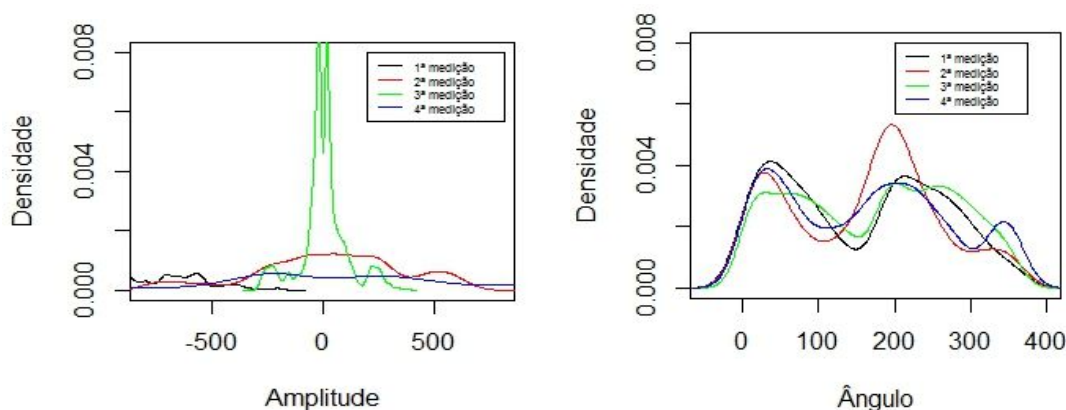 Densidade
0.008
0.004
0.000
1ª medição
2ª medição
3ª medição
4ª medição
-500 0 500
Amplitude
Densidade
0.008
0.004
0.000
1ª medição
2ª medição
3ª medição
4ª medição
0 100 200 300 400
Ângulo